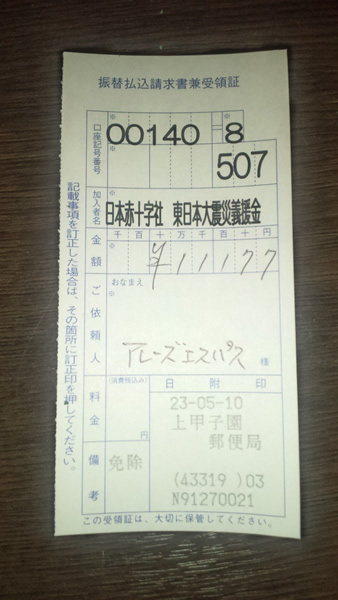 振替払込請求書兼受領証
口座記号番号
00140 8
507
加入者名
日本赤十字社 東日本大震災義援金
金額
千 百 十 万 千 百 十 円
¥11177
ご依頼人
おなまえ
アレーズエスパス 様
料金
(消費税込み)
円
日附印
23-05-10
上甲子園
郵便局
(43319 )03
N91270021
備考
免除
この受領証は、大切に保管してください。
記載事項を訂正した場合は、その箇所に訂正印を押してください。